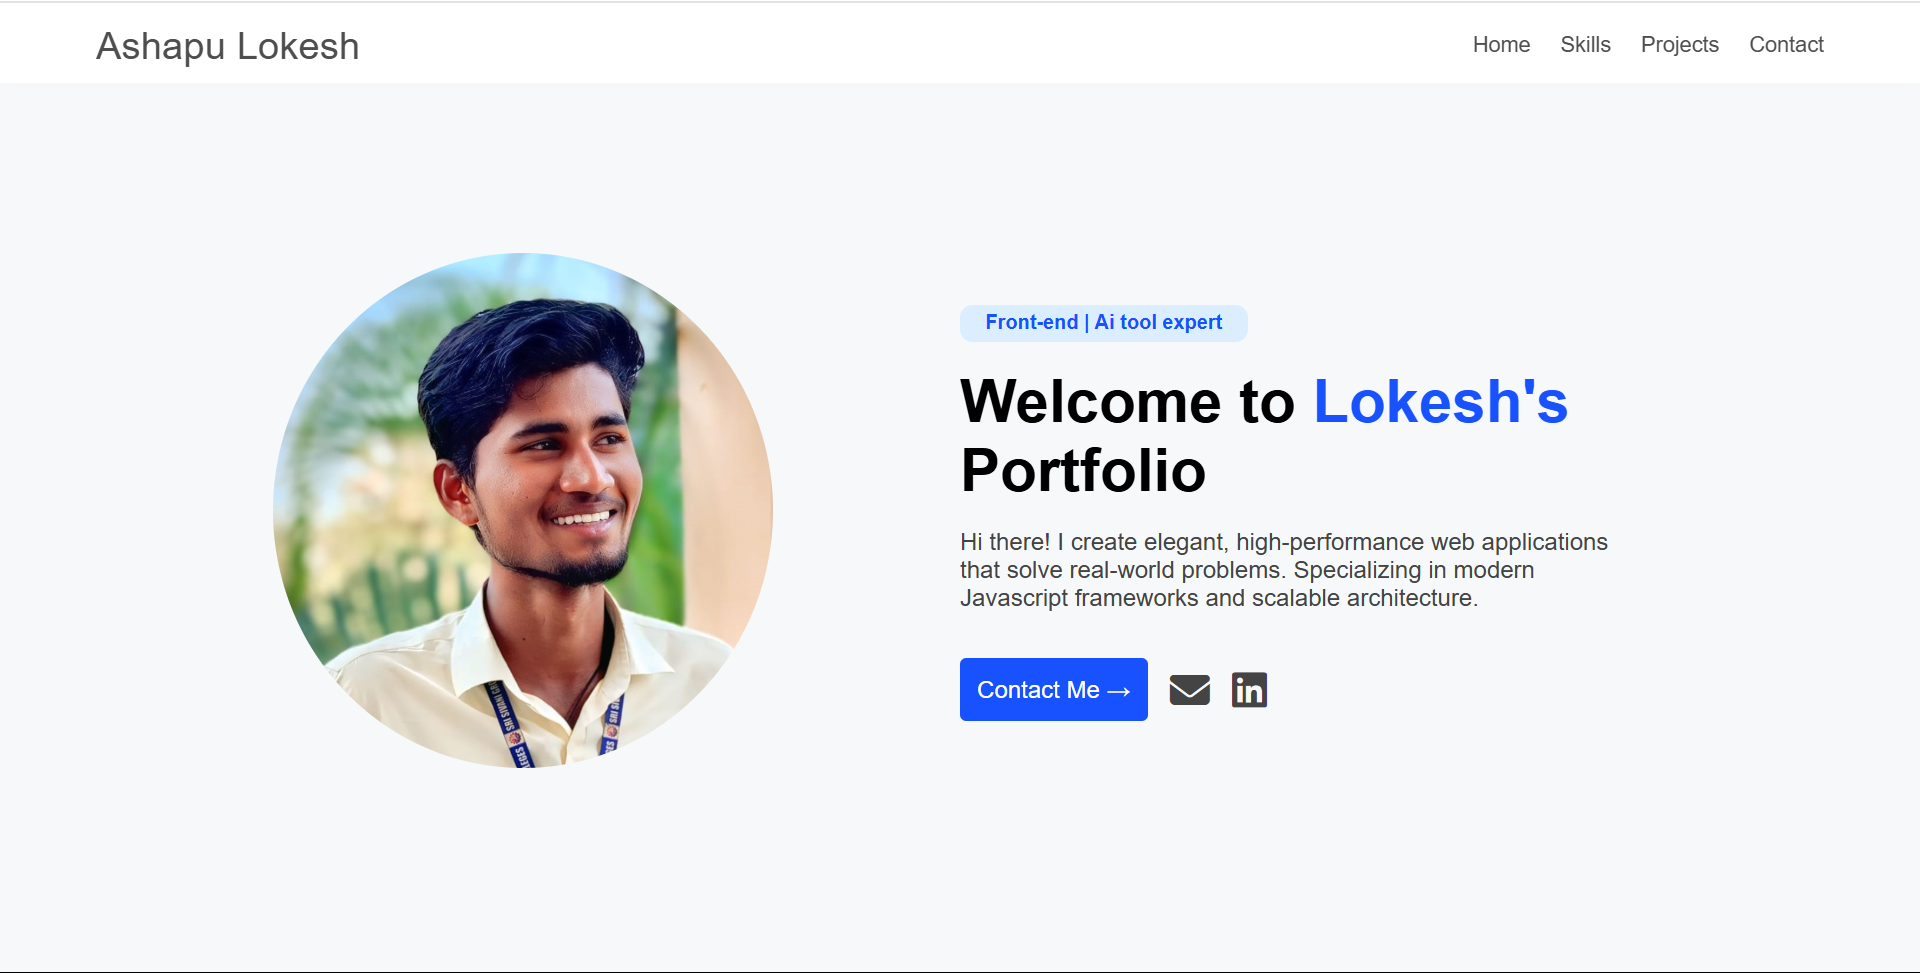 Ashapu Lokesh
Home Skills Projects Contact
Front-end | Ai tool expert
Welcome to Lokesh's
Portfolio
Hi there! I create elegant, high-performance web applications
that solve real-world problems. Specializing in modern
Javascript frameworks and scalable architecture.
Contact Me →
in
SRI SIVANI